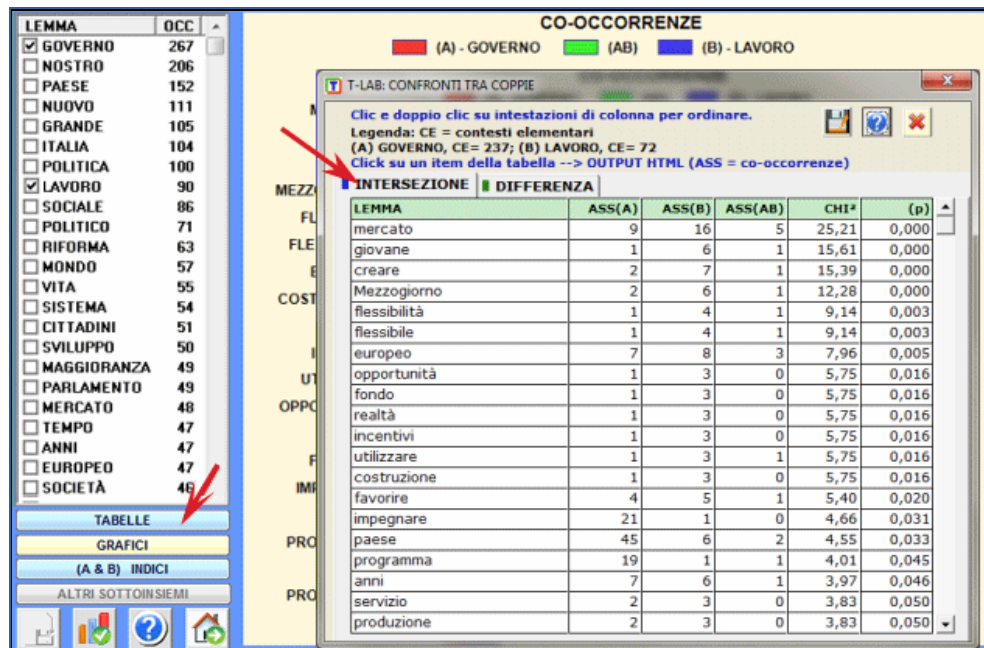 LEMMA OCC
GOVERNO 267
NOSTRO 206
PAESE 152
NUOVO 111
GRANDE 105
ITALIA 104
POLITICA 100
LAVORO 90
SOCIALE 86
POLITICO 71
RIFORMA 63
MONDO 57
VITA 55
SISTEMA 54
CITTADINI 51
SVILUPPO 50
MAGGIORANZA 49
PARLAMENTO 49
MERCATO 48
TEMPO 47
ANNI 47
EUROPEO 47
SOCIETÀ 46
TABELLE
GRAFICI
(A & B) INDICI
ALTRI SOTTOINSIEMI
CO-OCCORRENZE
(A) - GOVERNO (AB) (B) - LAVORO
MEZZ
FL
FLE
COST
UT
OPPO
IMP
PRO
PRO
T-LAB: CONFRONTI TRA COPPIE
Clic e doppio clic su intestazioni di colonna per ordinare.
Legenda: CE = contesti elementari
(A) GOVERNO, CE= 237; (B) LAVORO, CE= 72
Click su un item della tabella --> OUTPUT HTML (ASS = co-occorrenze)
INTERSEZIONE DIFFERENZA
LEMMA ASS(A) ASS(B) ASS(AB) CHI² (p)
mercato 9 16 5 25,21 0,000
giovane 1 6 1 15,61 0,000
creare 2 7 1 15,39 0,000
Mezzogiorno 2 6 1 12,28 0,000
flessibilità 1 4 1 9,14 0,003
flessibile 1 4 1 9,14 0,003
europeo 7 8 3 7,96 0,005
opportunità 1 3 0 5,75 0,016
fondo 1 3 0 5,75 0,016
realtà 1 3 0 5,75 0,016
incentivi 1 3 0 5,75 0,016
utilizzare 1 3 1 5,75 0,016
costruzione 1 3 0 5,75 0,016
favorire 4 5 1 5,40 0,020
impegnare 21 1 0 4,66 0,031
paese 45 6 2 4,55 0,033
programma 19 1 1 4,01 0,045
anni 7 6 1 3,97 0,046
servizio 2 3 0 3,83 0,050
produzione 2 3 0 3,83 0,050